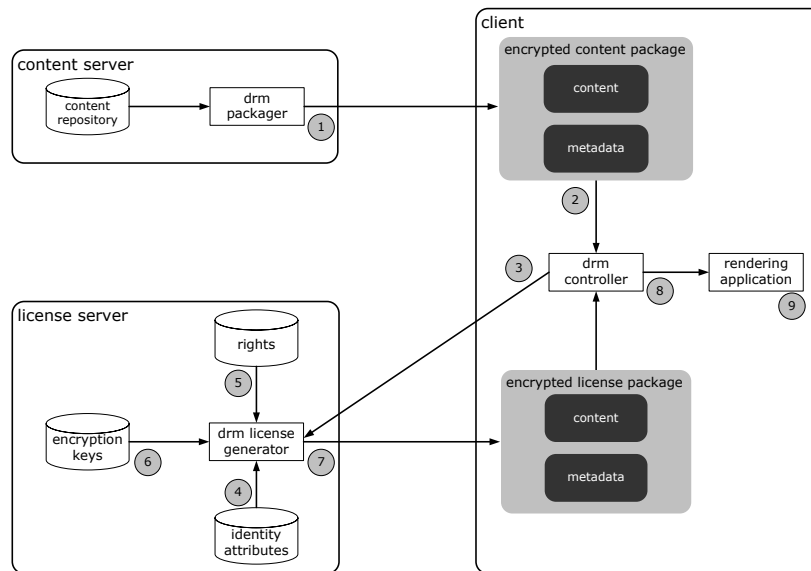 client
content server
encrypted content package
content
content
repository
drm
packager
1
metadata
2
3
drm
controller
8
rendering
application
9
license server
rights
5
encrypted license package
content
encryption
keys
6
drm license
generator
7
metadata
4
identity
attributes